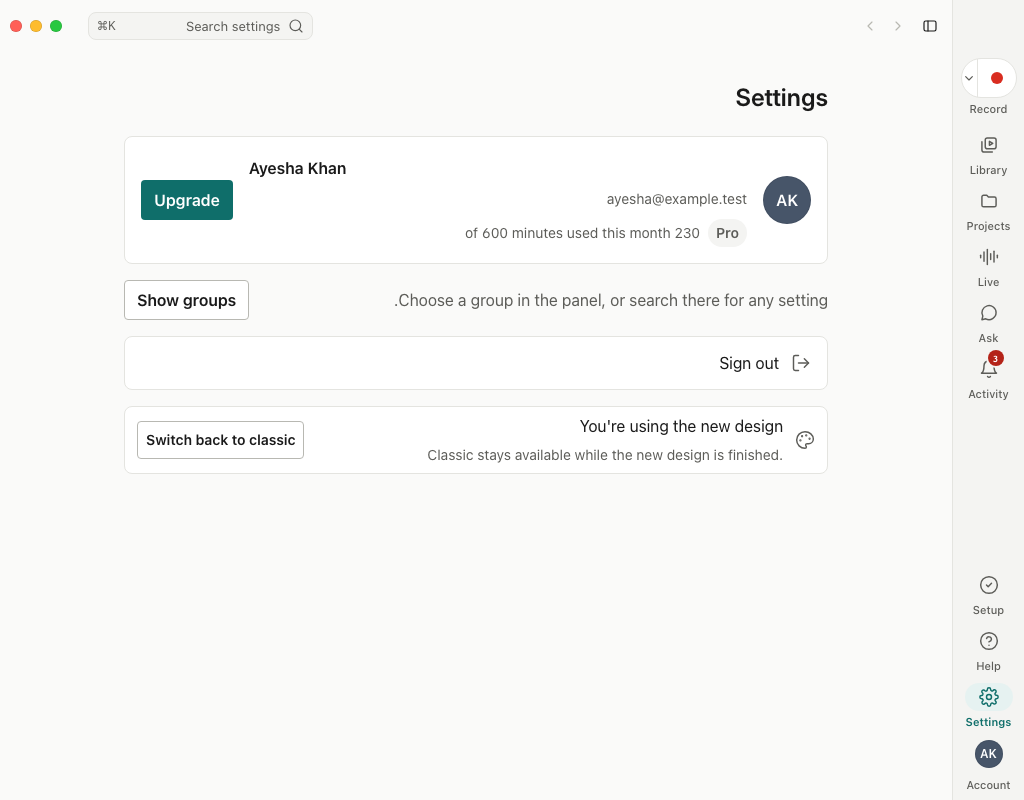 ⌘K
Search settings
Settings
Ayesha Khan
Upgrade
ayesha@example.test
AK
of 600 minutes used this month 230
Pro
Show groups
.Choose a group in the panel, or search there for any setting
Sign out
You're using the new design
Switch back to classic
Classic stays available while the new design is finished.
Record
Library
Projects
Live
Ask
3
Activity
Setup
Help
Settings
AK
Account